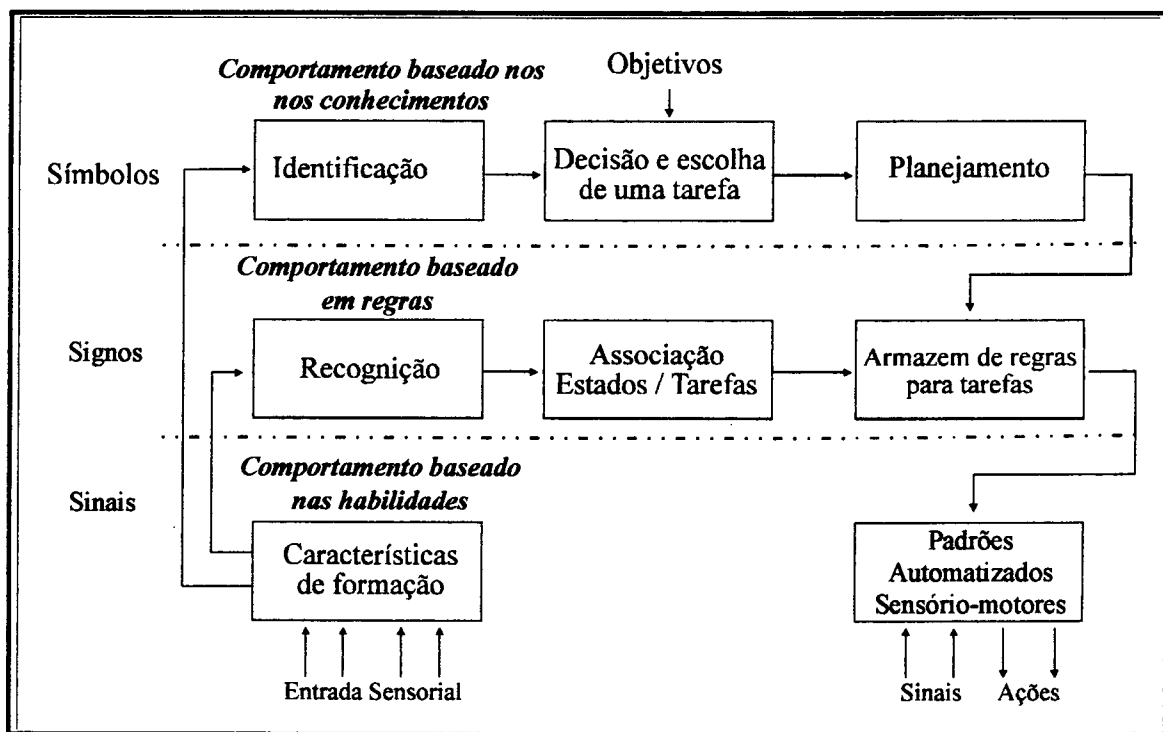 Comportamento baseado nos
nos conhecimentos
Objetivos
Símbolos
Identificação
Decisão e escolha
de uma tarefa
Planejamento
Comportamento baseado
em regras
Signos
Recognição
Associação
Estados / Tarefas
Armazem de regras
para tarefas
Comportamento baseado
nas habilidades
Sinais
Características
de formação
Padrões
Automatizados
Sensório-motores
Entrada Sensorial
Sinais
Ações